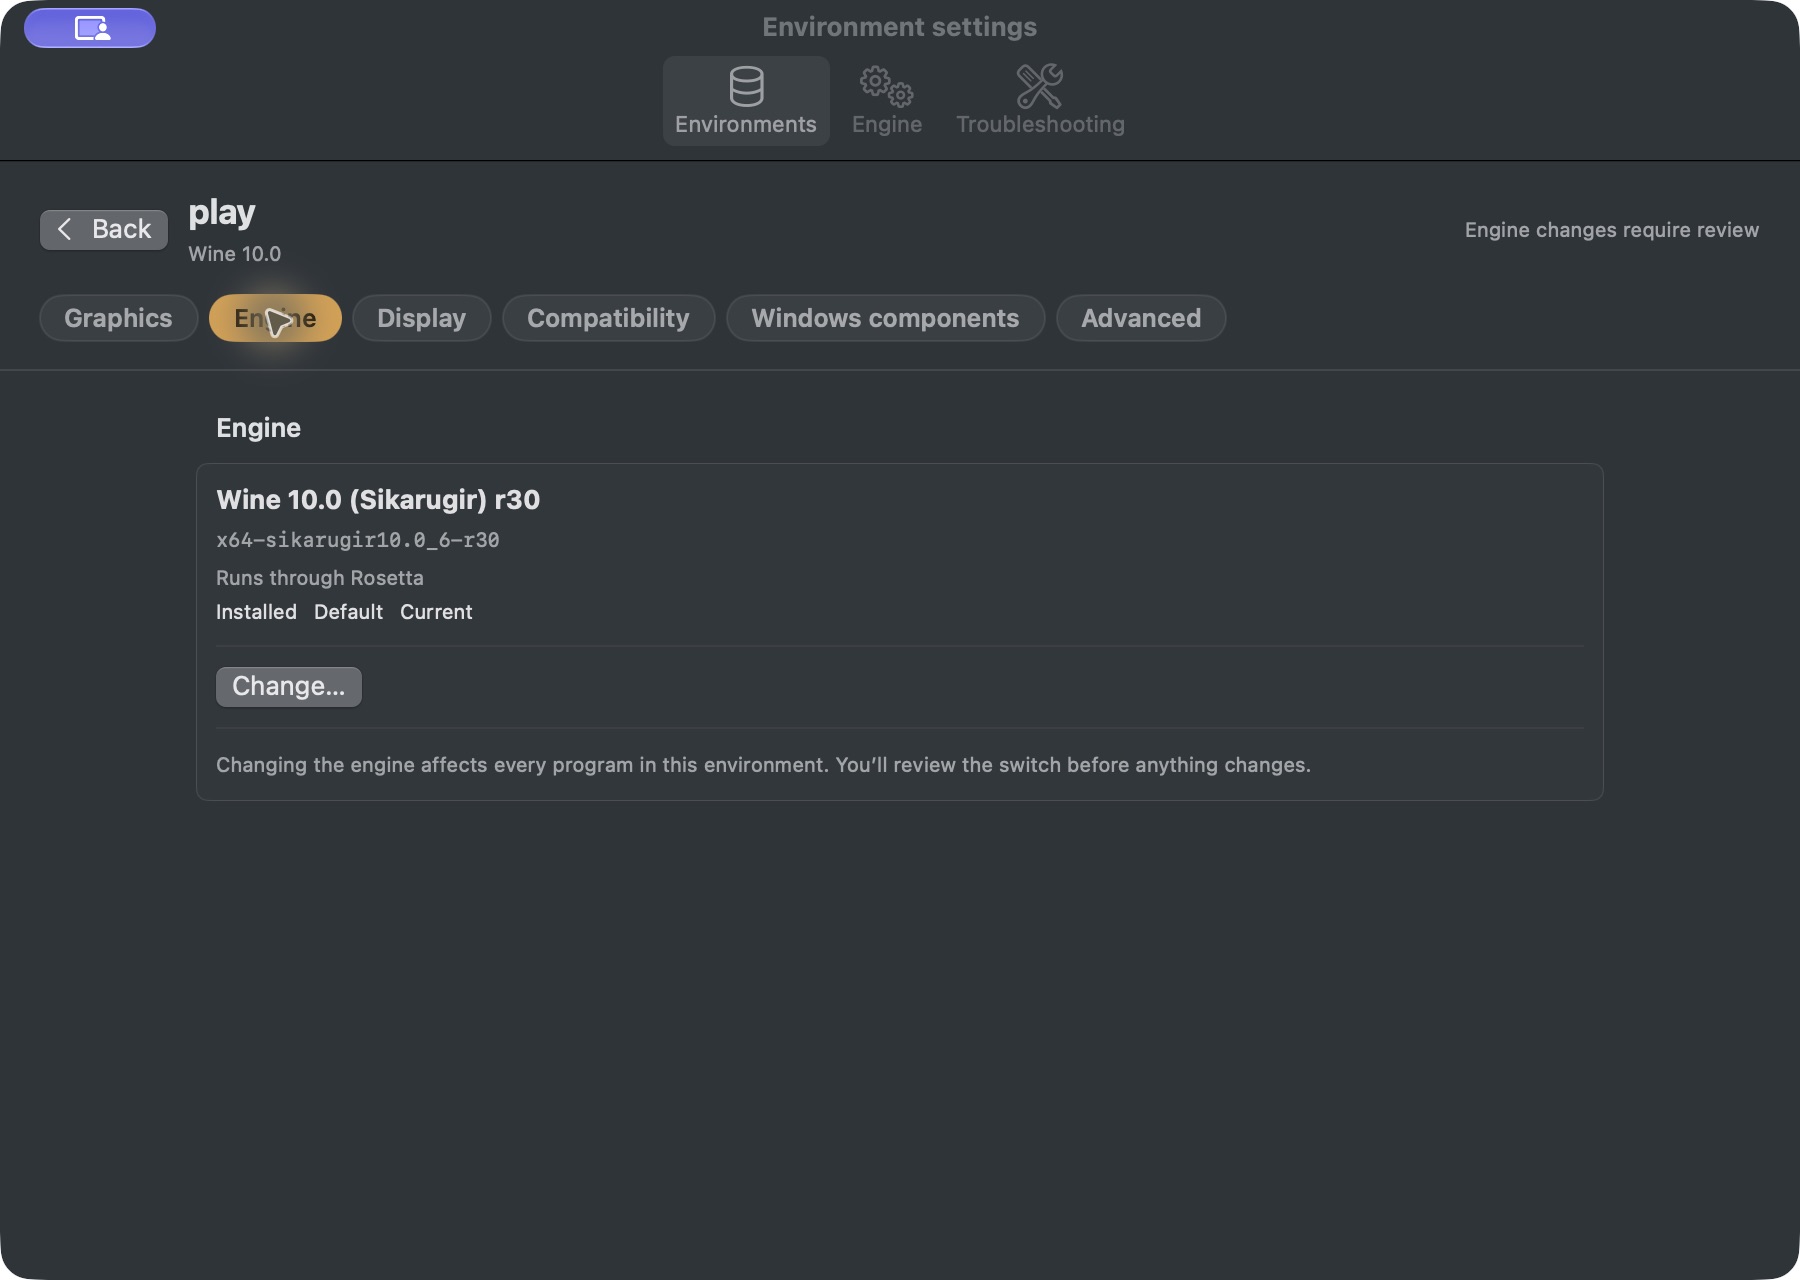 Environment settings
Environments
Engine
Troubleshooting
Back
play
Wine 10.0
Engine changes require review
Graphics
Engine
Display
Compatibility
Windows components
Advanced
Engine
Wine 10.0 (Sikarugir) r30
x64-sikarugir10.0_6-r30
Runs through Rosetta
Installed Default Current
Change...
Changing the engine affects every program in this environment. You’ll review the switch before anything changes.